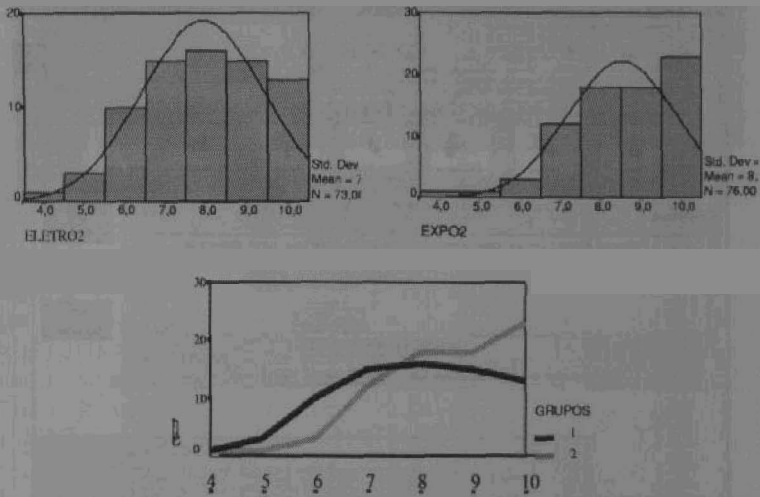 20
10
0
4,0 5,0 6,0 7,0 8,0 9,0 10,0
Std. Dev
Mean = 7
N = 73,00
ELETRO2
30
20
10
0
4,0 5,0 6,0 7,0 8,0 9,0 10,0
Std. Dev =
Mean = 8,
N = 76,00
EXPO2
30
20
10
0
4 5 6 7 8 9 10
GRUPOS
1
2